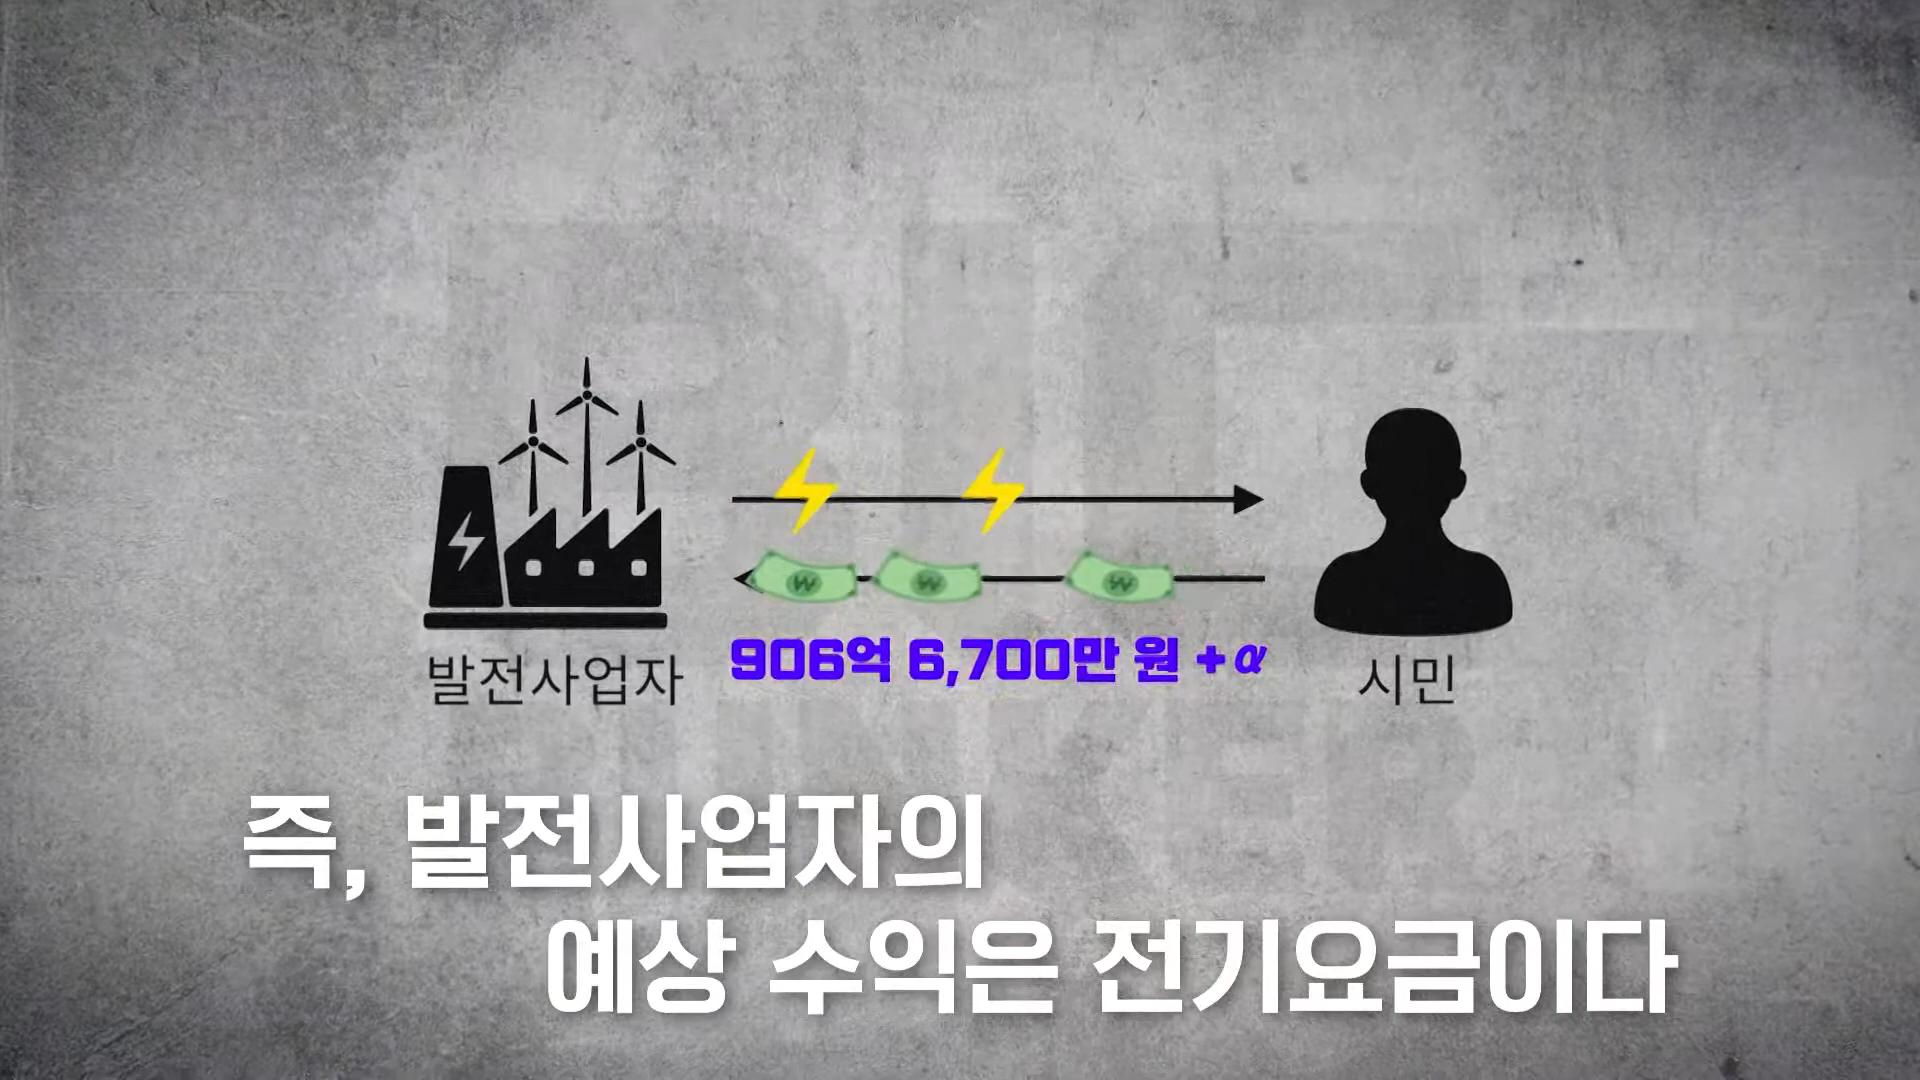 906억 6,700만 원 +α
발전사업자
시민
즉, 발전사업자의
예상 수익은 전기요금이다